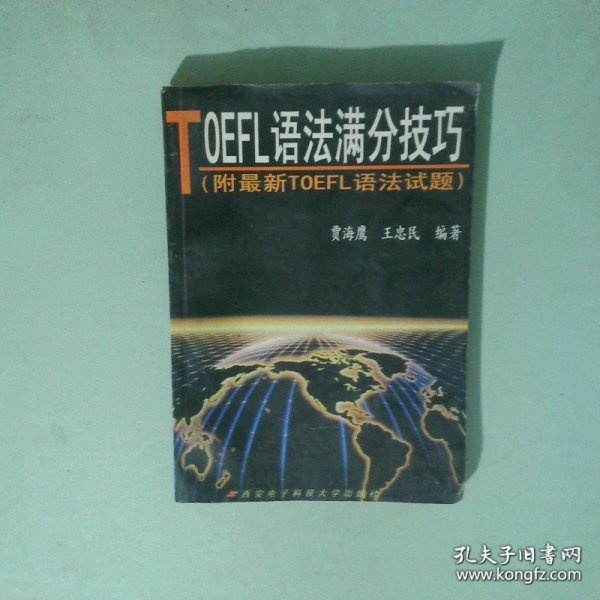 TOEFL语法满分技巧
(附最新TOEFL语法试题)
贾海鹰 王忠民 编著
西安电子科技大学出版社
孔夫子旧书网
www.kongfz.com